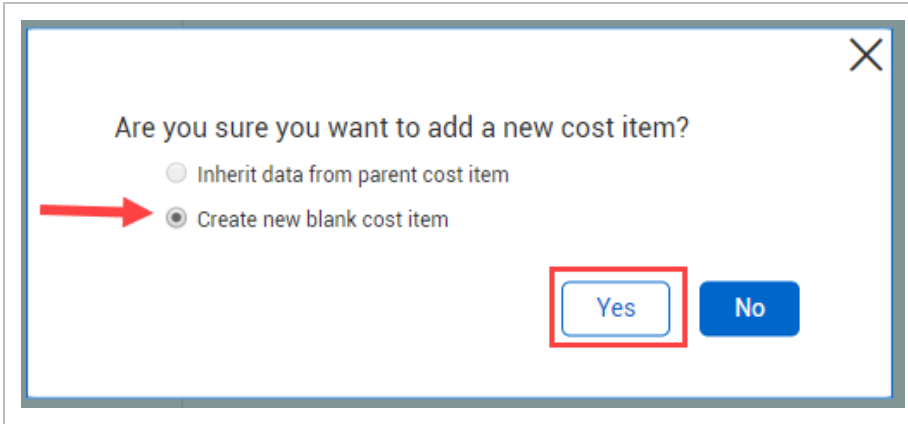 Are you sure you want to add a new cost item?
Inherit data from parent cost item
Create new blank cost item
Yes
No